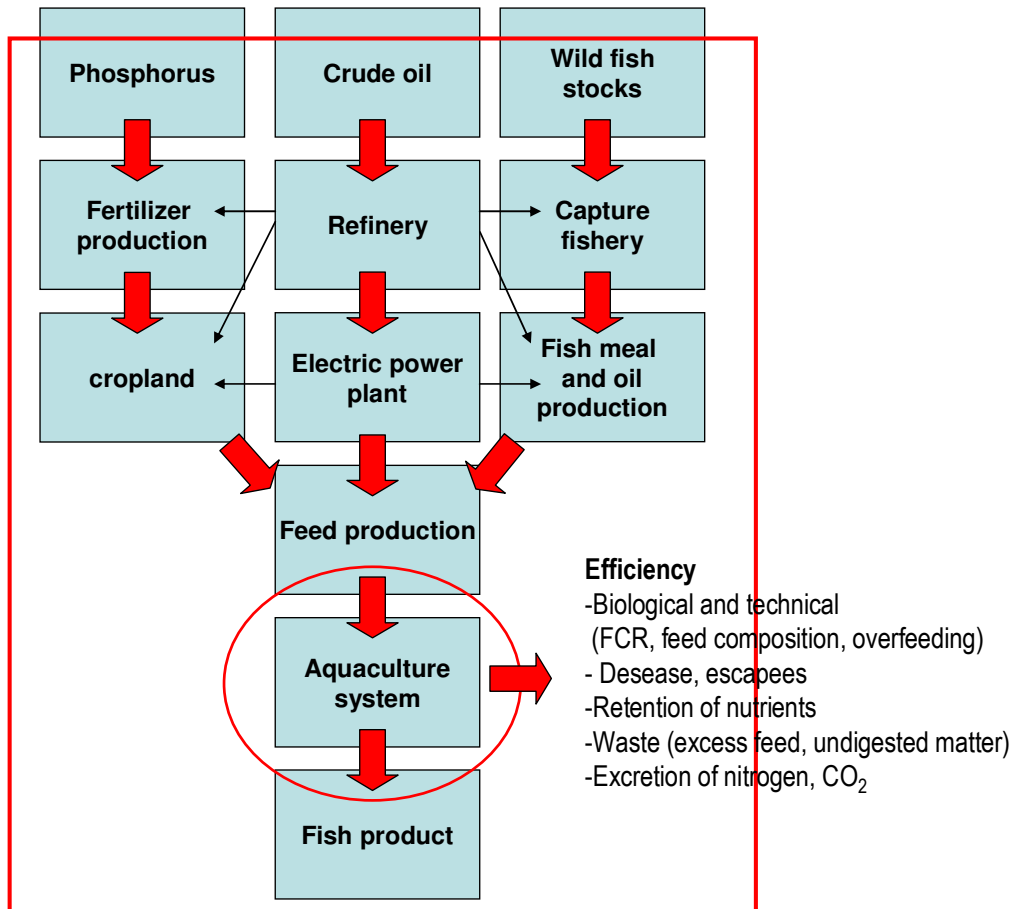 Phosphorus
Crude oil
Wild fish
stocks
Fertilizer
production
Refinery
Capture
fishery
cropland
Electric power
plant
Fish meal
and oil
production
Feed production
Aquaculture
system
Fish product
Efficiency
-Biological and technical
(FCR, feed composition, overfeeding)
- Desease, escapees
-Retention of nutrients
-Waste (excess feed, undigested matter)
-Excretion of nitrogen, CO₂